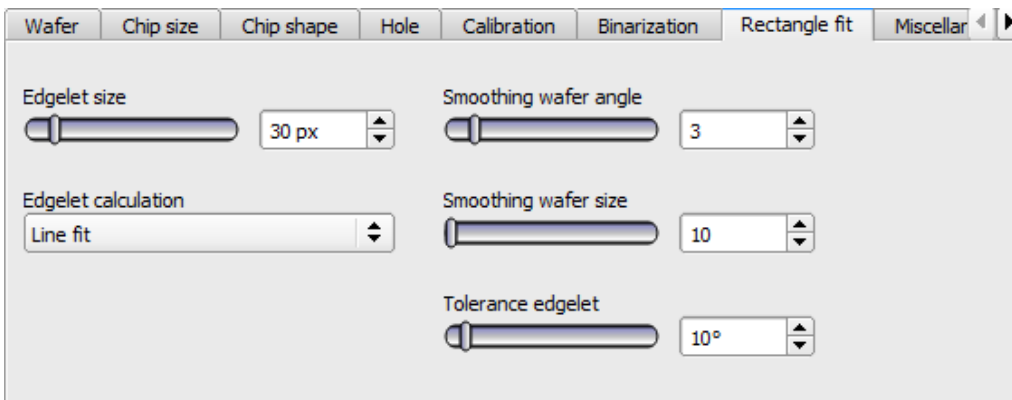 Wafer Chip size Chip shape Hole Calibration Binarization Rectangle fit Miscellar
Edgelet size Smoothing wafer angle
30 px 3
Edgelet calculation Smoothing wafer size
Line fit 10
Tolerance edgelet
10°